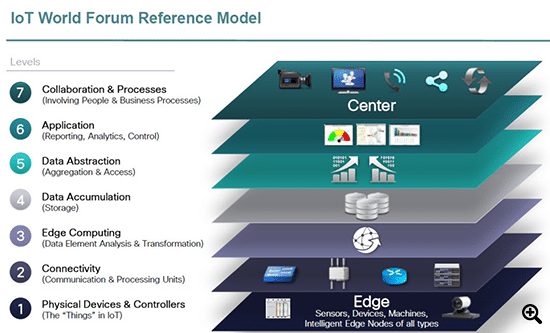 IoT World Forum Reference Model
Levels
7 Collaboration & Processes
(Involving People & Business Processes)
6 Application
(Reporting, Analytics, Control)
5 Data Abstraction
(Aggregation & Access)
4 Data Accumulation
(Storage)
3 Edge Computing
(Data Element Analysis & Transformation)
2 Connectivity
(Communication & Processing Units)
1 Physical Devices & Controllers
(The “Things” in IoT)
Center
Edge
Sensors, Devices, Machines,
Intelligent Edge Nodes of all types